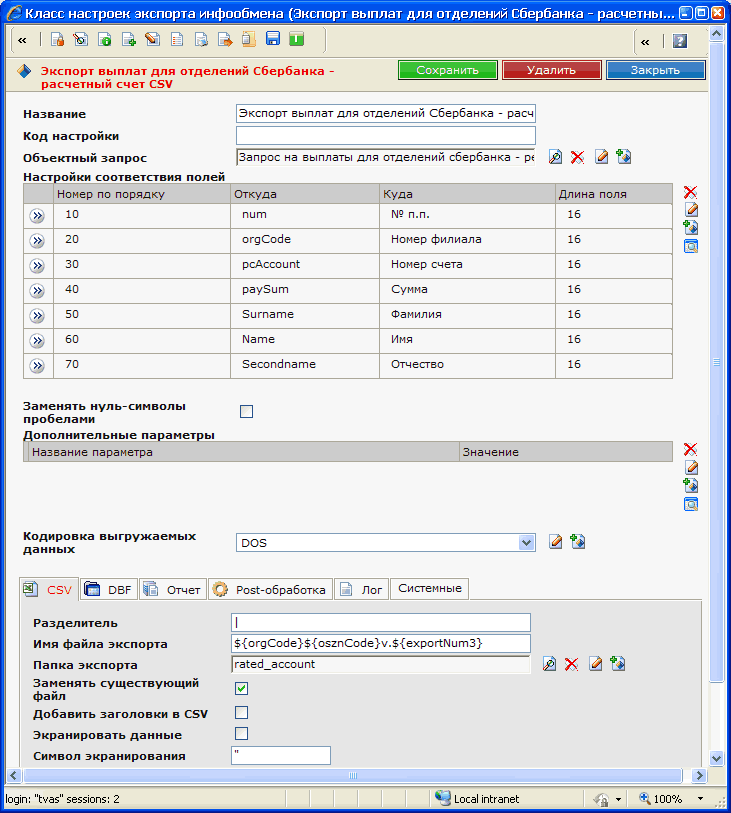 Класс настроек экспорта инфообмена (Экспорт выплат для отделений Сбербанка - расчетны...
Экспорт выплат для отделений Сбербанка -
расчетный счет CSV
Сохранить Удалить Закрыть
Название Экспорт выплат для отделений Сбербанка - расч
Код настройки
Объектный запрос Запрос на выплаты для отделений сбербанка - ре
Настройки соответствия полей
Номер по порядку Откуда Куда Длина поля
10 num № п.п. 16
20 orgCode Номер филиала 16
30 pcAccount Номер счета 16
40 paySum Сумма 16
50 Surname Фамилия 16
60 Name Имя 16
70 Secondname Отчество 16
Заменять нуль-символы
пробелами
Дополнительные параметры
Название параметра Значение
Кодировка выгружаемых
данных DOS
CSV DBF Отчет Post-обработка Лог Системные
Разделитель |
Имя файла экспорта ${orgCode}${osznCode}v.${exportNum3}
Папка экспорта rated_account
Заменять существующий
файл
Добавить заголовки в CSV
Экранировать данные
Символ экранирования "
login: "tvas" sessions: 2 Local intranet 100%